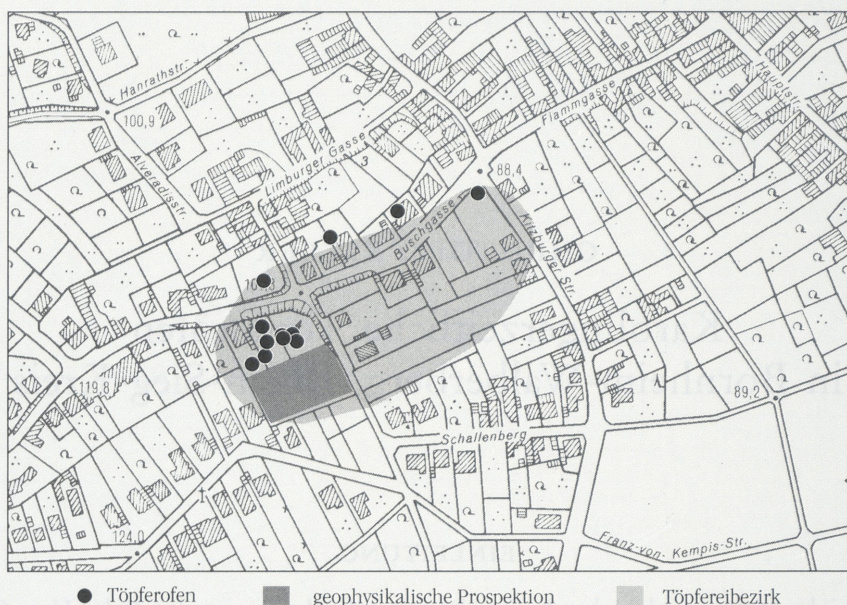 Hanrathstr.
100,9
Alveradisstr.
Limburger Gasse
3
Flammgasse
Hauptstr.
88,4
Buschgasse
Kitzburger Str.
119,8
89,2
Schallenberg
124,0
Franz-von. Kempis-Str.
Töpferofen geophysikalische Prospektion Töpfereibezirk